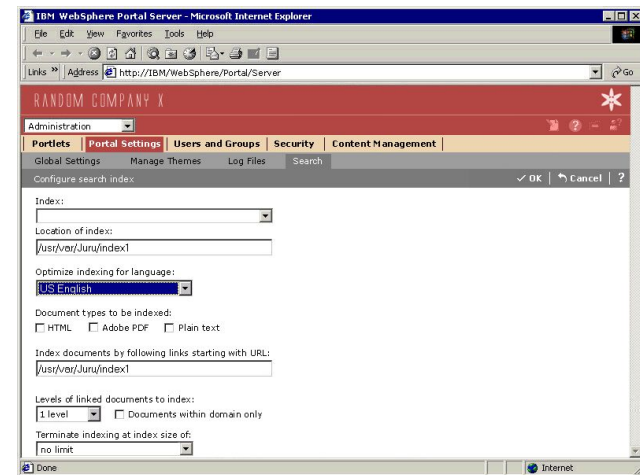 IBM WebSphere Portal Server - Microsoft Internet Explorer
File Edit View Favorites Tools Help
Links » Address http://IBM/WebSphere/Portal/Server Go
RANDOM COMPANY X
Administration
Portlets Portal Settings Users and Groups Security Content Management
Global Settings Manage Themes Log Files Search
Configure search index OK Cancel ?
Index:
Location of index:
/usr/var/Juru/index1
Optimize indexing for language:
US English
Document types to be indexed:
HTML Adobe PDF Plain text
Index documents by following links starting with URL:
/usr/var/Juru/index1
Levels of linked documents to index:
1 level Documents within domain only
Terminate indexing at index size of:
no limit
Done Internet